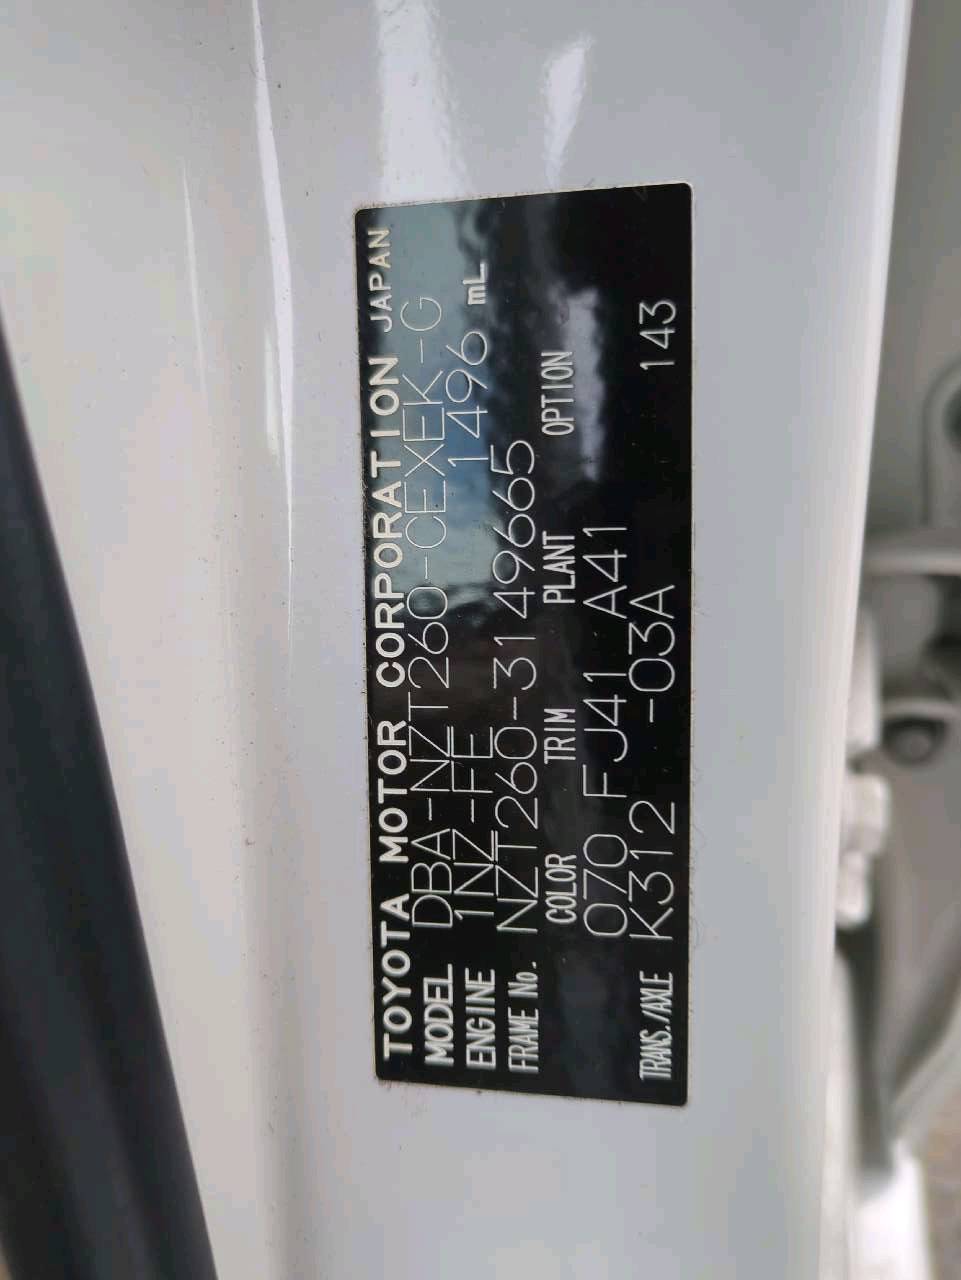 TOYOTA MOTOR CORPORATION JAPAN
MODEL DBA-NZT260-CEXEK-G
ENGINE 1NZ-FE 1496 mL
FRAME No. NZT260-3149665
COLOR TRIM PLANT OPTION
070 FJ41 A41
TRANS./AXLE K312 -03A 143